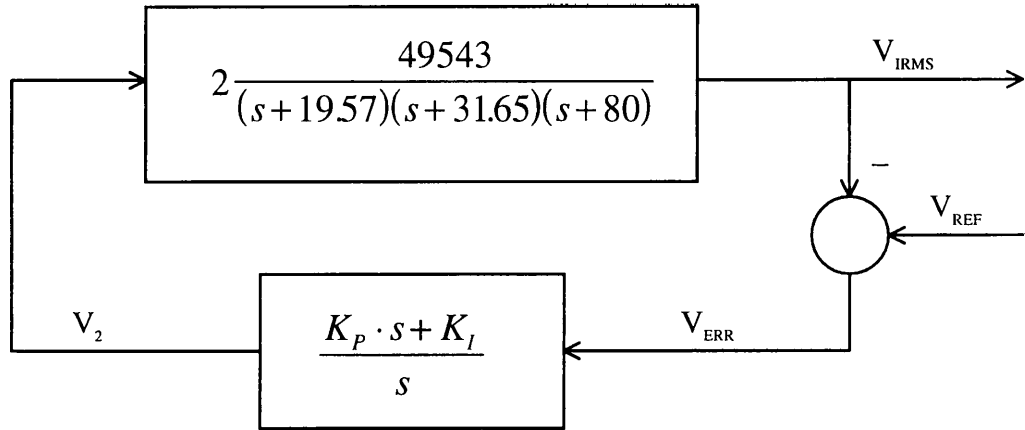 2 49543 / (s+19.57)(s+31.65)(s+80)
V_IRMS
−
V_REF
V_2
K_P · s + K_I / s
V_ERR